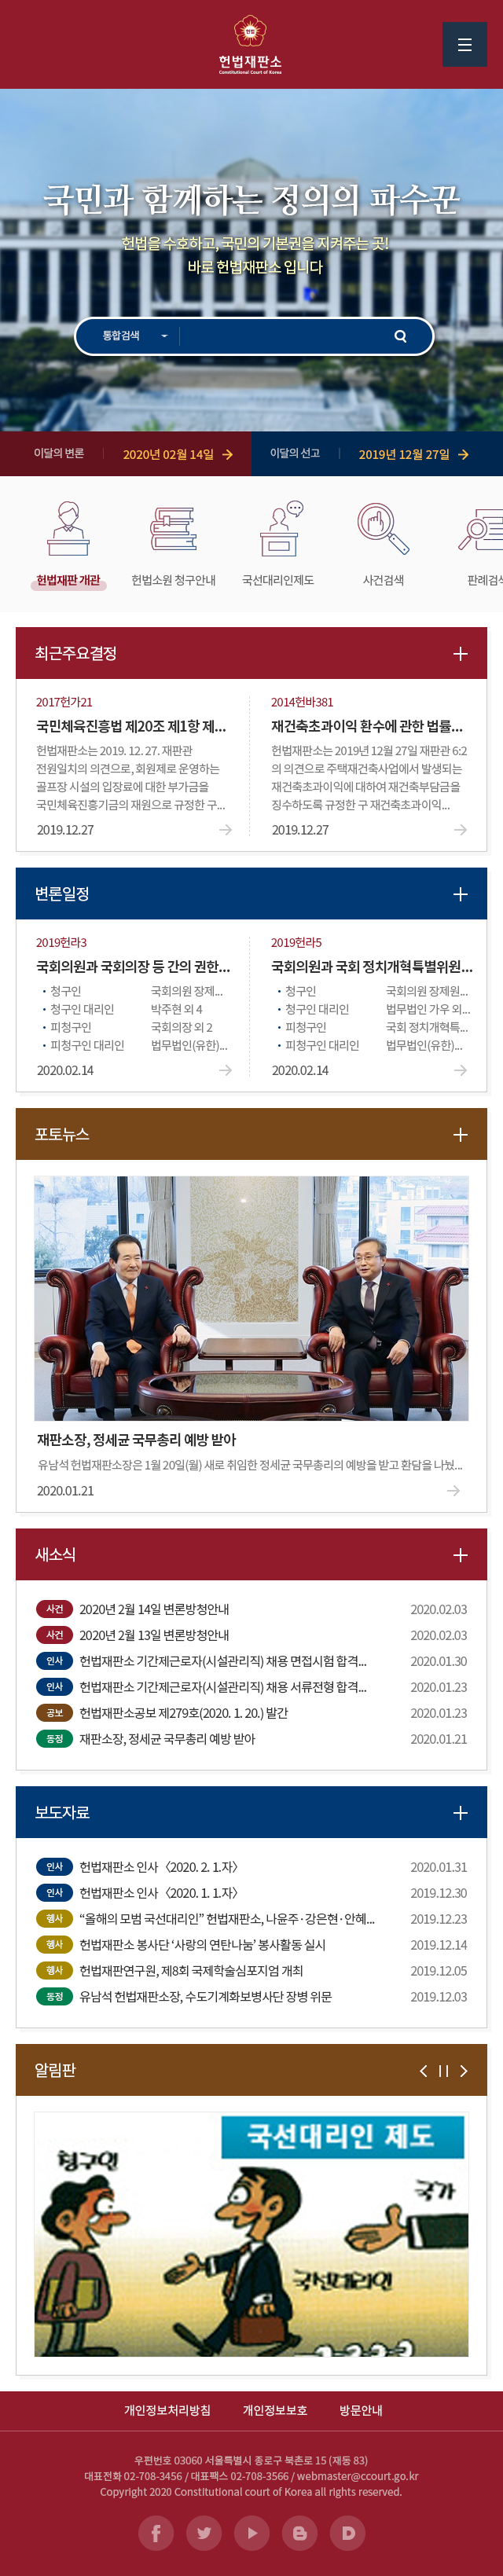 헌법재판소
Constitutional Court of Korea
국민과 함께하는 정의의 파수꾼
헌법을 수호하고, 국민의 기본권을 지켜주는 곳!
바로 헌법재판소 입니다
통합검색
이달의 변론 2020년 02월 14일
이달의 선고 2019년 12월 27일
헌법재판 개관
헌법소원 청구안내
국선대리인제도
사건검색
판례검색
최근주요결정
2017헌가21
국민체육진흥법 제20조 제1항 제...
헌법재판소는 2019. 12. 27. 재판관
전원일치의 의견으로, 회원제로 운영하는
골프장 시설의 입장료에 대한 부가금을
국민체육진흥기금의 재원으로 규정한 구...
2019.12.27
2014헌바381
재건축초과이익 환수에 관한 법률...
헌법재판소는 2019년 12월 27일 재판관 6:2
의 의견으로 주택재건축사업에서 발생되는
재건축초과이익에 대하여 재건축부담금을
징수하도록 규정한 구 재건축초과이익...
2019.12.27
변론일정
2019헌라3
국회의원과 국회의장 등 간의 권한...
· 청구인 국회의원 장제...
· 청구인 대리인 박주현 외 4
· 피청구인 국회의장 외 2
· 피청구인 대리인 법무법인(유한)...
2020.02.14
2019헌라5
국회의원과 국회 정치개혁특별위원...
· 청구인 국회의원 장제원...
· 청구인 대리인 법무법인 가우 외...
· 피청구인 국회 정치개혁특...
· 피청구인 대리인 법무법인(유한)...
2020.02.14
포토뉴스
재판소장, 정세균 국무총리 예방 받아
유남석 헌법재판소장은 1월 20일(월) 새로 취임한 정세균 국무총리의 예방을 받고 환담을 나눴...
2020.01.21
새소식
사건 2020년 2월 14일 변론방청안내 2020.02.03
사건 2020년 2월 13일 변론방청안내 2020.02.03
인사 헌법재판소 기간제근로자(시설관리직) 채용 면접시험 합격... 2020.01.30
인사 헌법재판소 기간제근로자(시설관리직) 채용 서류전형 합격... 2020.01.23
공보 헌법재판소공보 제279호(2020. 1. 20.) 발간 2020.01.23
동정 재판소장, 정세균 국무총리 예방 받아 2020.01.21
보도자료
인사 헌법재판소 인사〈2020. 2. 1.자〉 2020.01.31
인사 헌법재판소 인사〈2020. 1. 1.자〉 2019.12.30
행사 “올해의 모범 국선대리인” 헌법재판소, 나윤주·강은현·안혜... 2019.12.23
행사 헌법재판소 봉사단 ‘사랑의 연탄나눔’ 봉사활동 실시 2019.12.14
행사 헌법재판연구원, 제8회 국제학술심포지엄 개최 2019.12.05
동정 유남석 헌법재판소장, 수도기계화보병사단 장병 위문 2019.12.03
알림판
국선대리인 제도
청구인
국가
국선대리인
개인정보처리방침 개인정보보호 방문안내
우편번호 03060 서울특별시 종로구 북촌로 15 (재동 83)
대표전화 02-708-3456 / 대표팩스 02-708-3566 / webmaster@ccourt.go.kr
Copyright 2020 Constitutional court of Korea all rights reserved.